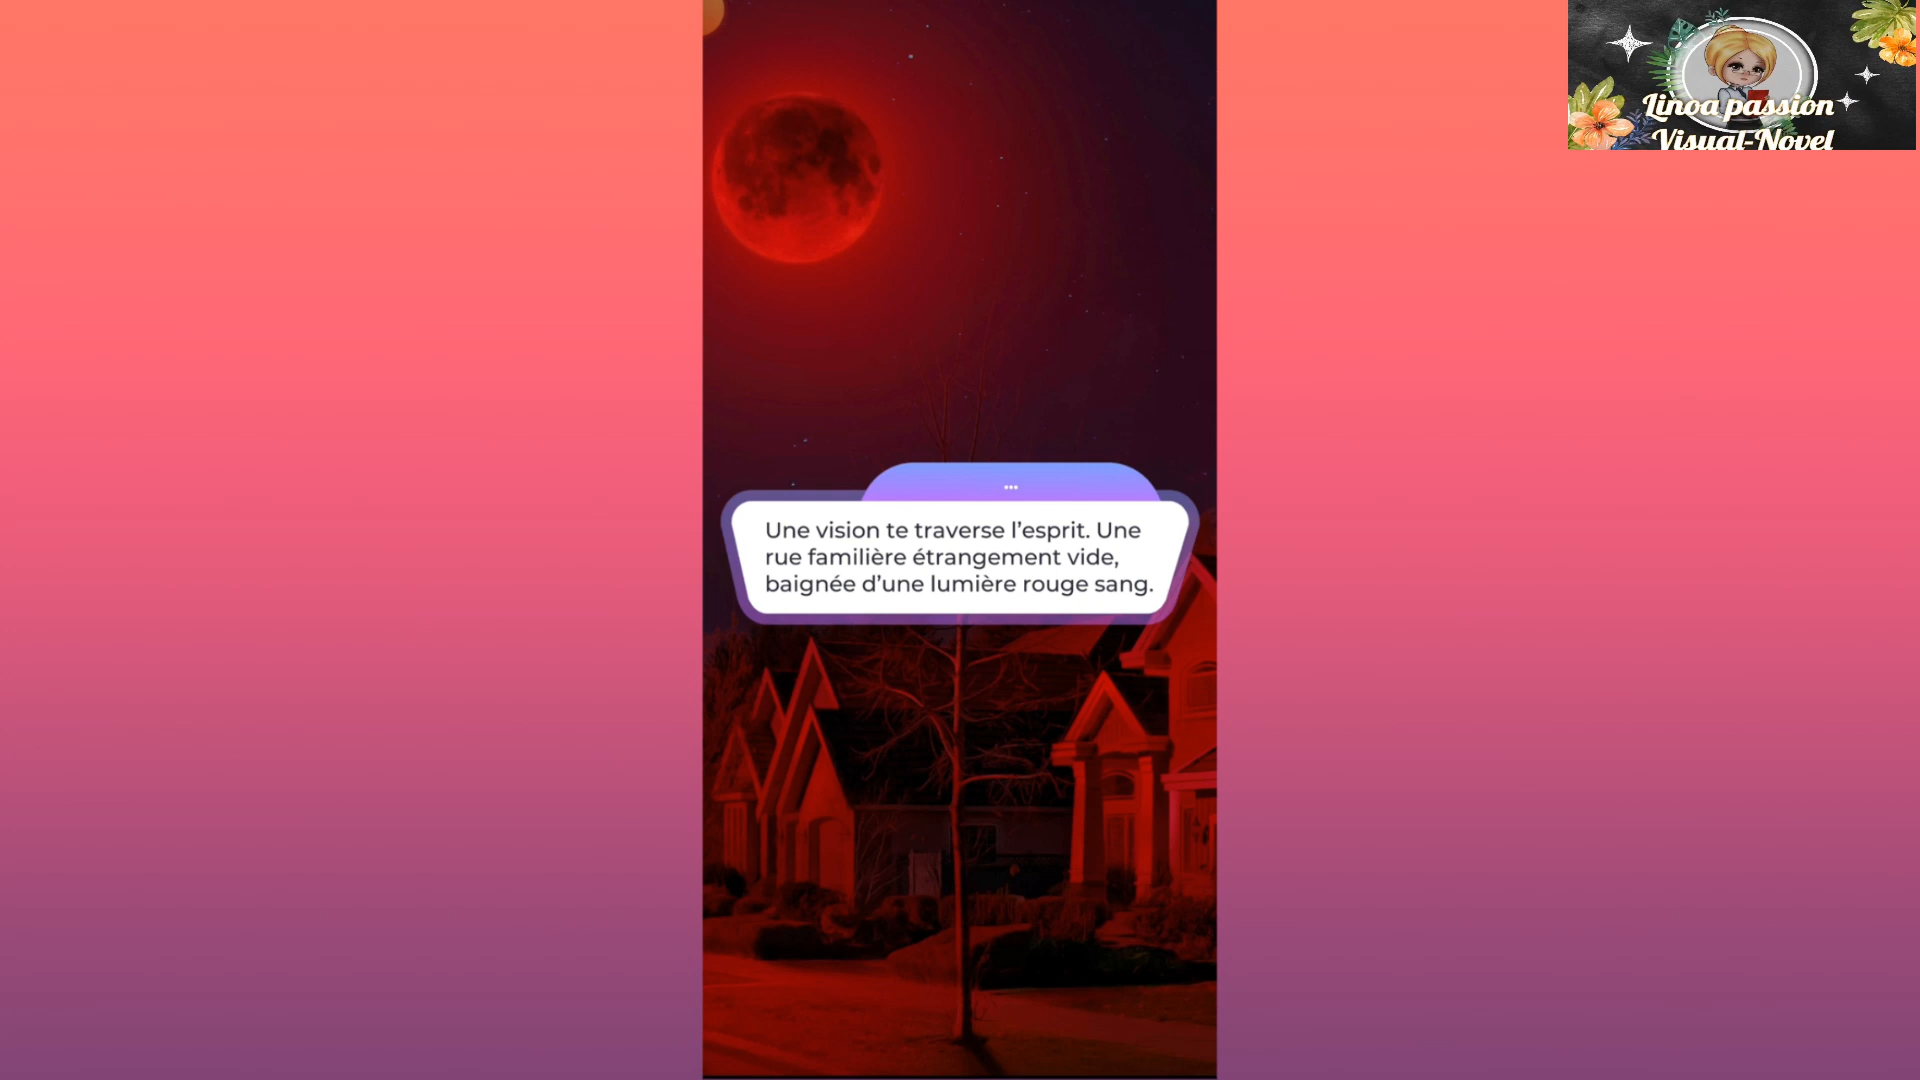 Linoa passion
Visual-Novel
...
Une vision te traverse l’esprit. Une
rue familière étrangement vide,
baignée d’une lumière rouge sang.